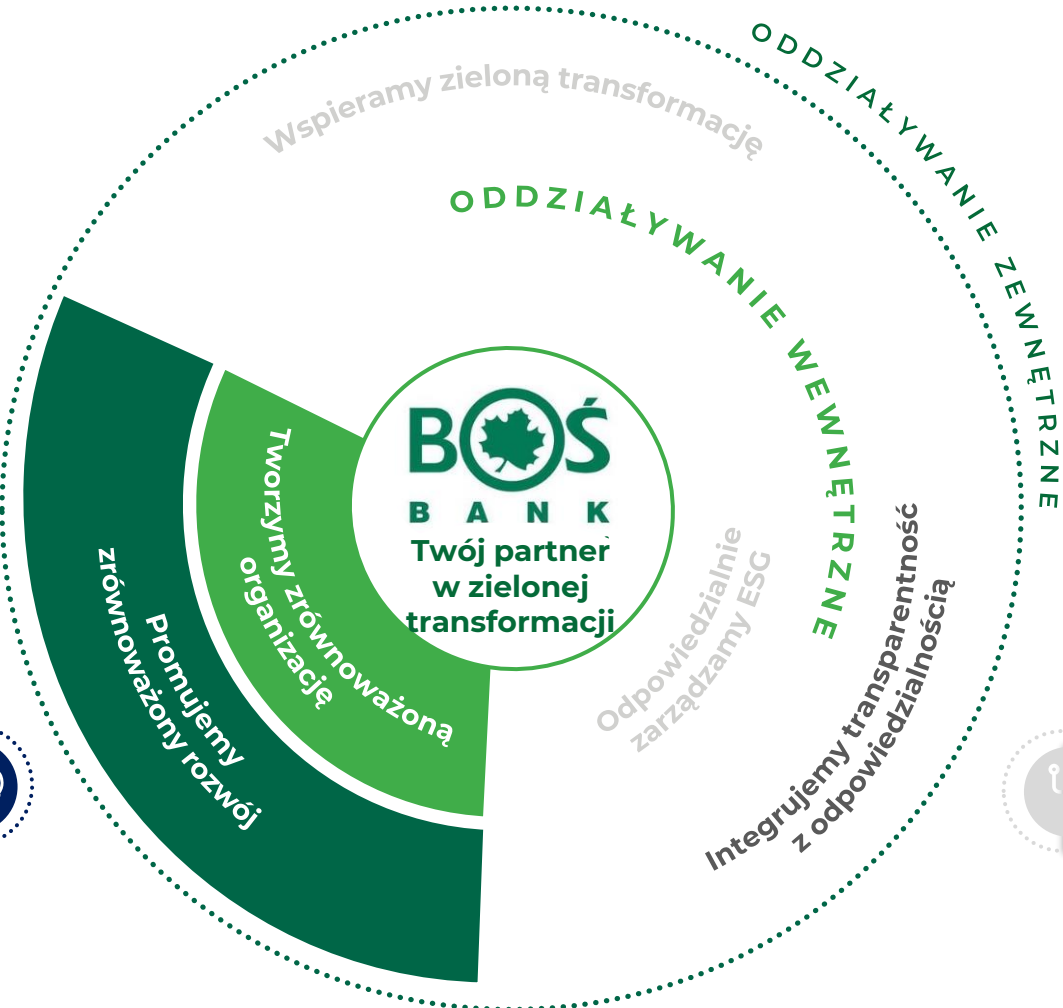 ODDZIAŁYWANIE ZEWNĘTRZNE
Wspieramy zieloną transformację
ODDZIAŁYWANIE WEWNĘTRZNE
BOŚ
BANK
Twój partner
w zielonej
transformacji
Tworzymy zrównoważoną
organizację
Promujemy
zrównoważony rozwój
Odpowiedzialnie
zarządzamy ESG
Integrujemy transparentność
z odpowiedzialnością